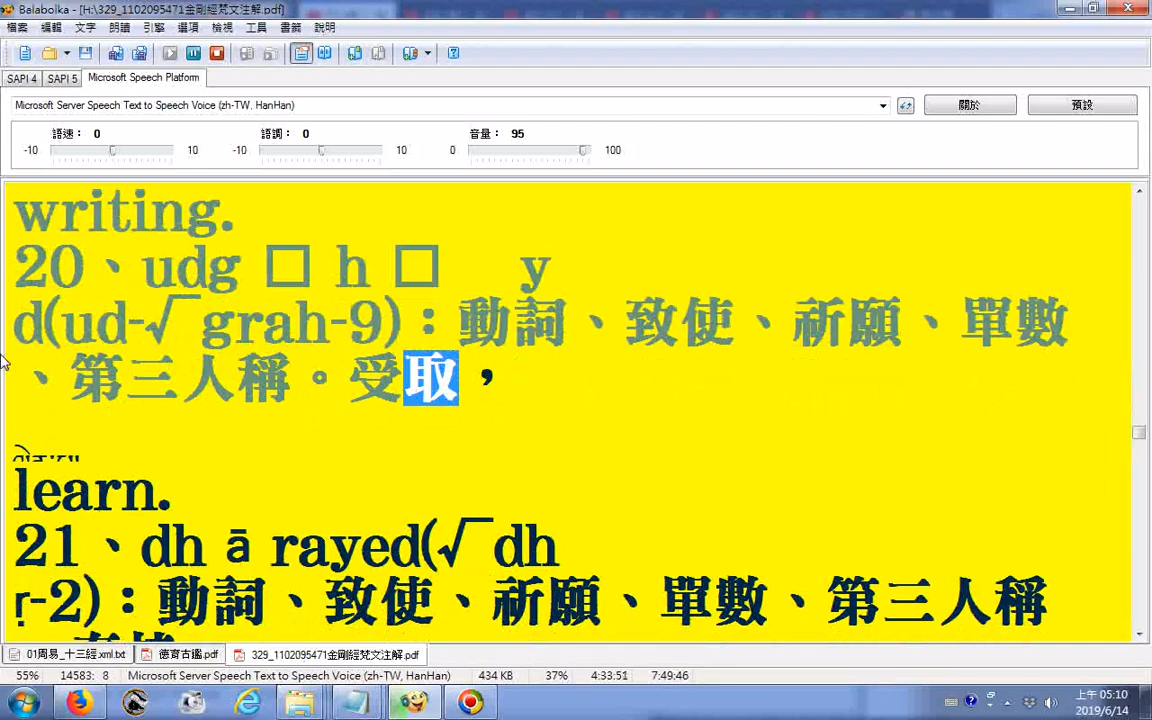 Balabolka - [H:\329_1102095471金剛經梵文注解.pdf]
檔案 編輯 文字 朗讀 引擎 選項 檢視 工具 書籤 說明
SAPI 4 SAPI 5 Microsoft Speech Platform
Microsoft Server Speech Text to Speech Voice (zh-TW, HanHan) 關於 預設
語速： 0 語調： 0 音量： 95
-10 10 -10 10 0 100
writing.
20、udg □ h □ y
d(ud-√ grah-9)：動詞、致使、祈願、單數
、第三人稱。受取，
learn.
21、dh ā rayed(√dh
ṛ-2)：動詞、致使、祈願、單數、第三人稱
01周易_十三經.xml.txt 德育古鑑.pdf 329_1102095471金剛經梵文注解.pdf
55% 14583: 8 Microsoft Server Speech Text to Speech Voice (zh-TW, HanHan) 434 KB 37% 4:33:51 7:49:46
上午 05:10
2019/6/14